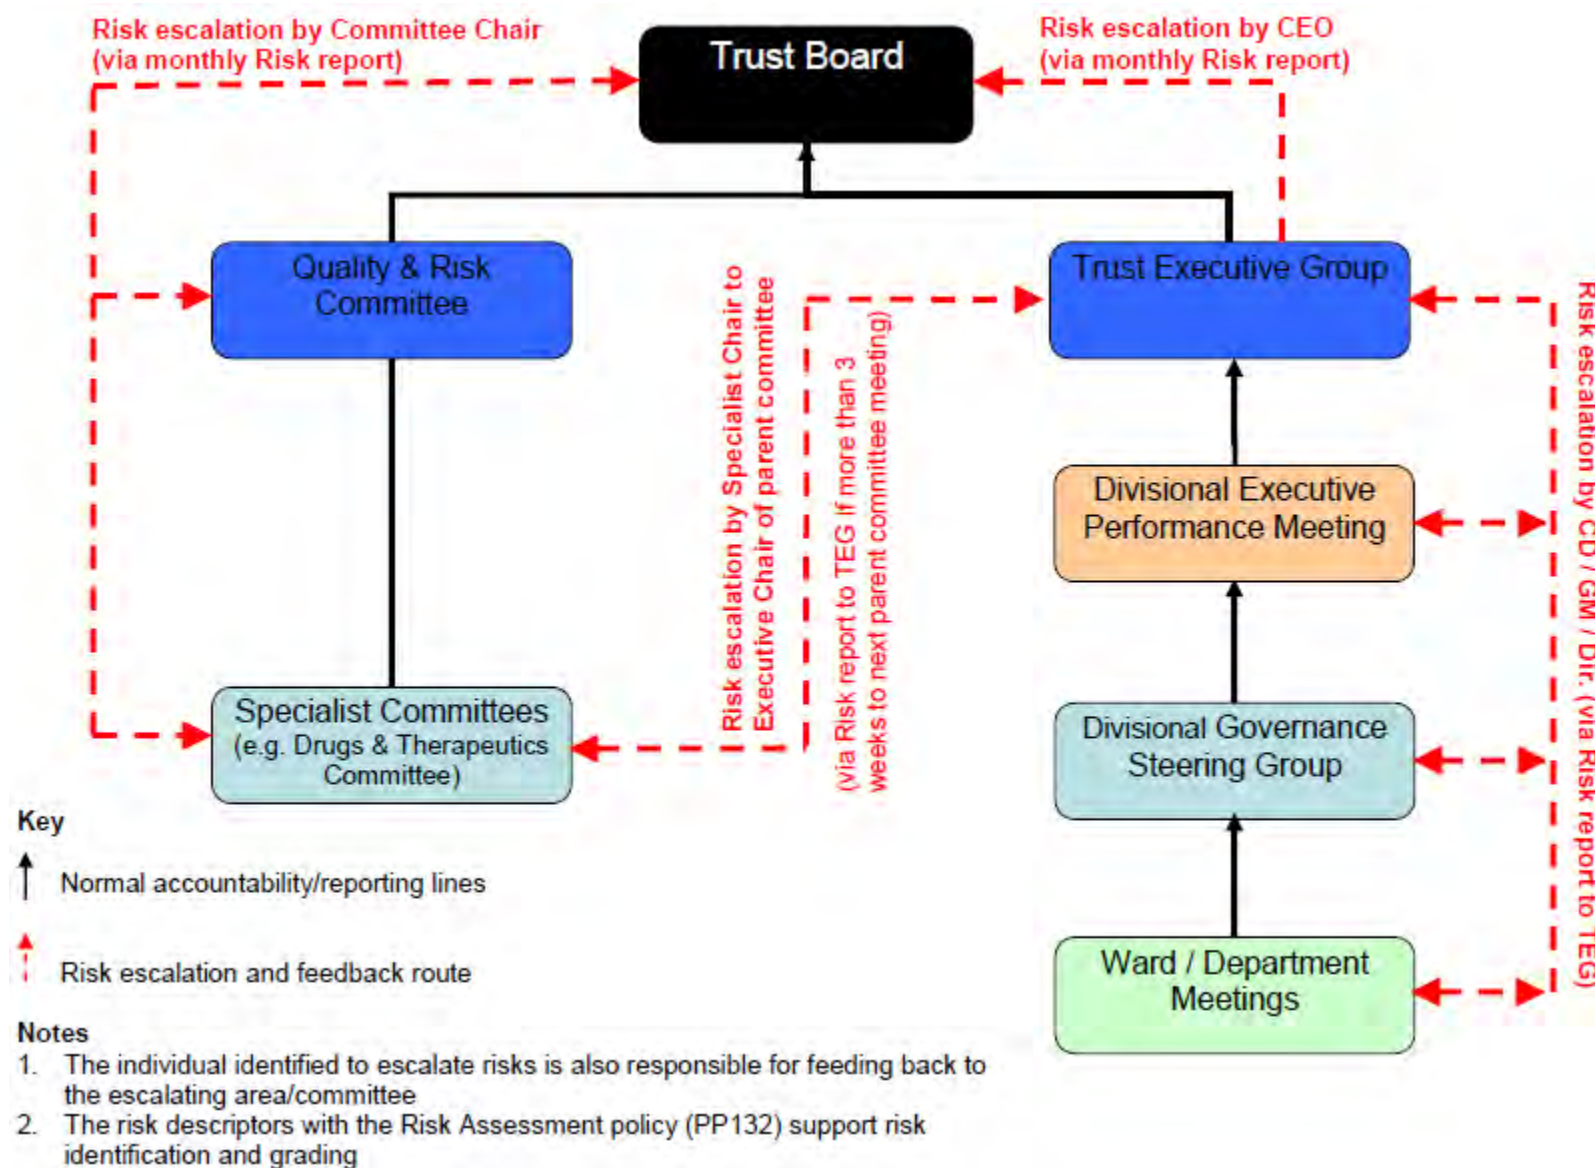 Risk escalation by Committee Chair
(via monthly Risk report)
Trust Board
Risk escalation by CEO
(via monthly Risk report)
Quality & Risk
Committee
Trust Executive Group
Risk escalation by Specialist Chair to
Executive Chair of parent committee
(via Risk report to TEG if more than 3
weeks to next parent committee meeting)
Risk escalation by CD / GM / Dir. (via Risk report to TEG)
Divisional Executive
Performance Meeting
Specialist Committees
(e.g. Drugs & Therapeutics
Committee)
Divisional Governance
Steering Group
Ward / Department
Meetings
Key
Normal accountability/reporting lines
Risk escalation and feedback route
Notes
1. The individual identified to escalate risks is also responsible for feeding back to
the escalating area/committee
2. The risk descriptors with the Risk Assessment policy (PP132) support risk
identification and grading